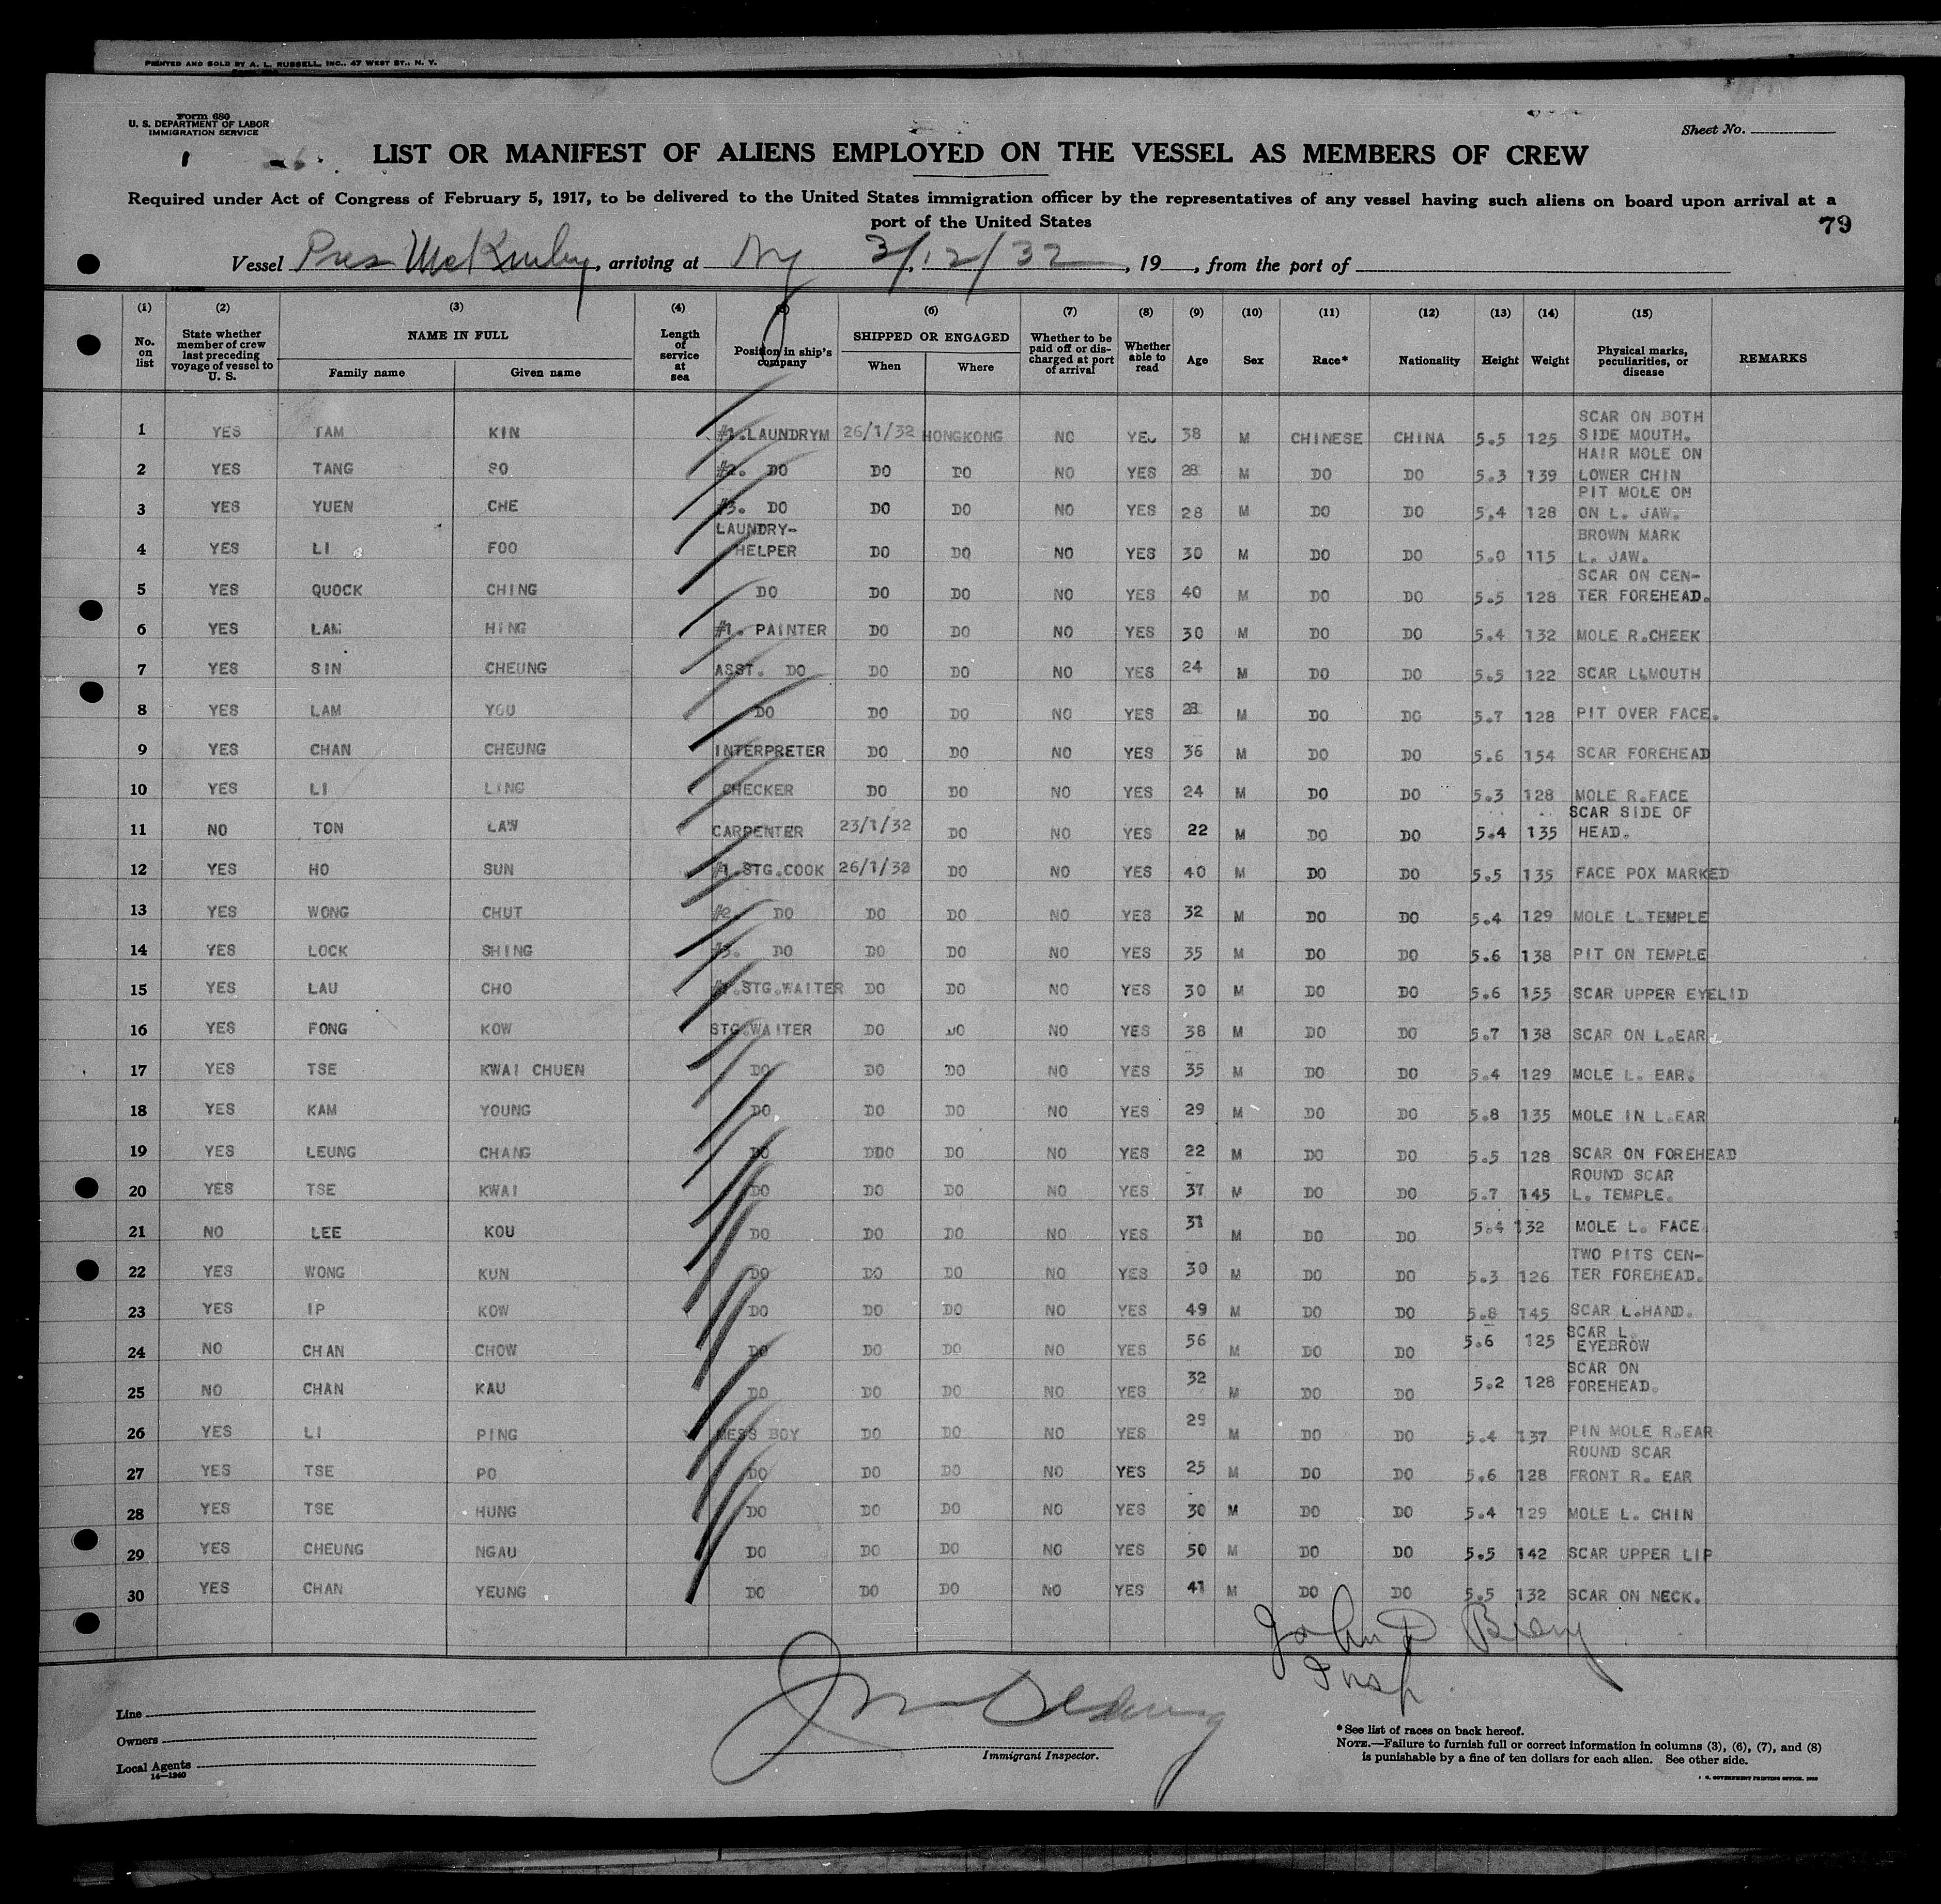 PRINTED AND SOLD BY A. L. RUSSELL, INC., 47 WEST ST., N. Y.
Form 680
U. S. DEPARTMENT OF LABOR
IMMIGRATION SERVICE
Sheet No.
LIST OR MANIFEST OF ALIENS EMPLOYED ON THE VESSEL AS MEMBERS OF CREW
Required under Act of Congress of February 5, 1917, to be delivered to the United States immigration officer by the representatives of any vessel having such aliens on board upon arrival at a
port of the United States
79
Vessel Pres McKinley, arriving at Ny 3/12/32, 19 , from the port of
(1) (2) (3) (4) (5) (6) (7) (8) (9) (10) (11) (12) (13) (14) (15)
No. on list State whether member of crew last preceding voyage of vessel to U. S. NAME IN FULL Family name Given name Length of service at sea Position in ship's company SHIPPED OR ENGAGED When Where Whether to be paid off or discharged at port of arrival Whether able to read Age Sex Race* Nationality Height Weight Physical marks, peculiarities, or disease REMARKS
1 YES TAM KIN #1.LAUNDRYM 26/1/32 HONGKONG NO YES 38 M CHINESE CHINA 5.5 125 SCAR ON BOTH SIDE MOUTH.
2 YES TANG SO #2. DO DO DO NO YES 28 M DO DO 5.3 139 HAIR MOLE ON LOWER CHIN
3 YES YUEN CHE #3. DO DO DO NO YES 28 M DO DO 5.4 128 PIT MOLE ON ON L. JAW.
4 YES LI FOO LAUNDRY-HELPER DO DO NO YES 30 M DO DO 5.0 115 BROWN MARK L. JAW.
5 YES QUOCK CHING DO DO DO NO YES 40 M DO DO 5.5 128 SCAR ON CEN-TER FOREHEAD.
6 YES LAM HING #1. PAINTER DO DO NO YES 30 M DO DO 5.4 132 MOLE R.CHEEK
7 YES SIN CHEUNG ASST. DO DO DO NO YES 24 M DO DO 5.5 122 SCAR L.MOUTH
8 YES LAM YOU DO DO DO NO YES 28 M DO DO 5.7 128 PIT OVER FACE.
9 YES CHAN CHEUNG INTERPRETER DO DO NO YES 36 M DO DO 5.6 154 SCAR FOREHEAD
10 YES LI LING CHECKER DO DO NO YES 24 M DO DO 5.3 128 MOLE R.FACE
11 NO TON LAW CARPENTER 23/1/32 DO NO YES 22 M DO DO 5.4 135 SCAR SIDE OF HEAD.
12 YES HO SUN #1.STG.COOK 26/1/32 DO NO YES 40 M DO DO 5.5 135 FACE POX MARKED
13 YES WONG CHUT #2. DO DO DO NO YES 32 M DO DO 5.4 129 MOLE L.TEMPLE
14 YES LOCK SHING #3. DO DO DO NO YES 35 M DO DO 5.6 138 PIT ON TEMPLE
15 YES LAU CHO #1.STG.WAITER DO DO NO YES 30 M DO DO 5.6 155 SCAR UPPER EYELID
16 YES FONG KOW STG.WAITER DO DO NO YES 38 M DO DO 5.7 138 SCAR ON L.EAR.
17 YES TSE KWAI CHUEN DO DO DO NO YES 35 M DO DO 5.4 129 MOLE L. EAR.
18 YES KAM YOUNG DO DO DO NO YES 29 M DO DO 5.8 135 MOLE IN L.EAR
19 YES LEUNG CHANG DO DDO DO NO YES 22 M DO DO 5.5 128 SCAR ON FOREHEAD
20 YES TSE KWAI DO DO DO NO YES 37 M DO DO 5.7 145 ROUND SCAR L. TEMPLE.
21 NO LEE KOU DO DO DO NO YES 31 M DO DO 5.4 132 MOLE L. FACE.
22 YES WONG KUN DO DO DO NO YES 30 M DO DO 5.3 126 TWO PITS CEN-TER FOREHEAD.
23 YES IP KOW DO DO DO NO YES 49 M DO DO 5.8 145 SCAR L.HAND.
24 NO CHAN CHOW DO DO DO NO YES 56 M DO DO 5.6 125 SCAR L. EYEBROW
25 NO CHAN KAU DO DO DO NO YES 32 M DO DO 5.2 128 SCAR ON FOREHEAD.
26 YES LI PING MESS BOY DO DO NO YES 29 M DO DO 5.4 137 PIN MOLE R.EAR
27 YES TSE PO DO DO DO NO YES 25 M DO DO 5.6 128 ROUND SCAR FRONT R. EAR
28 YES TSE HUNG DO DO DO NO YES 30 M DO DO 5.4 129 MOLE L. CHIN
29 YES CHEUNG NGAU DO DO DO NO YES 50 M DO DO 5.5 142 SCAR UPPER LIP
30 YES CHAN YEUNG DO DO DO NO YES 41 M DO DO 5.5 132 SCAR ON NECK.
John D
Insp.
Line
Owners
Local Agents
14—1240
Immigrant Inspector.
*See list of races on back hereof.
NOTE.—Failure to furnish full or correct information in columns (3), (6), (7), and (8)
is punishable by a fine of ten dollars for each alien. See other side.
GOVERNMENT PRINTING OFFICE